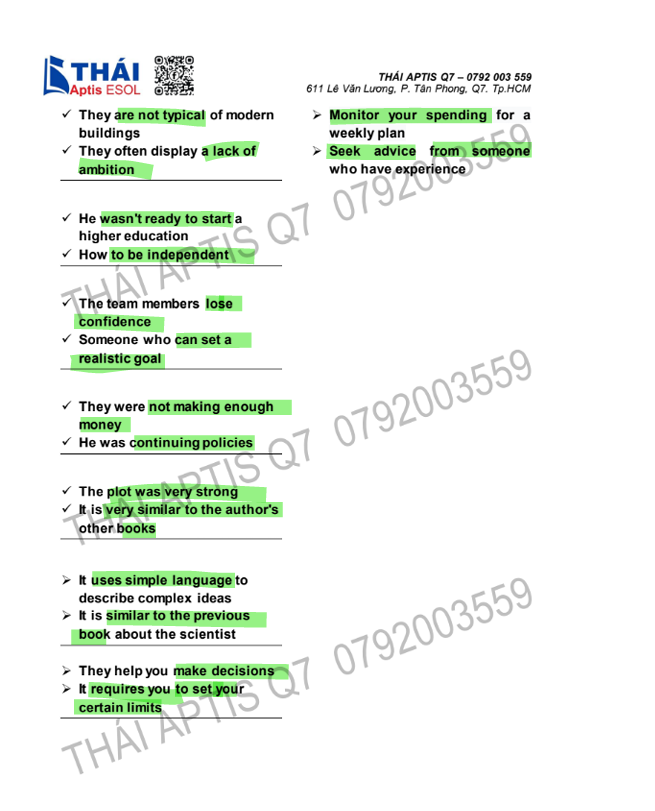 THÁI
Aptis ESOL
THÁI APTIS Q7 – 0792 003 559
611 Lê Văn Lương, P. Tân Phong, Q7. Tp.HCM
✓ They are not typical of modern
buildings
✓ They often display a lack of
ambition
✓ He wasn't ready to start a
higher education
✓ How to be independent
✓ The team members lose
confidence
✓ Someone who can set a
realistic goal
✓ They were not making enough
money
✓ He was continuing policies
✓ The plot was very strong
✓ It is very similar to the author's
other books
➢ It uses simple language to
describe complex ideas
➢ It is similar to the previous
book about the scientist
➢ They help you make decisions
➢ It requires you to set your
certain limits
➢ Monitor your spending for a
weekly plan
➢ Seek advice from someone
who have experience
THÁI APTIS Q7 0792003559
THÁI APTIS Q7 0792003559
THÁI APTIS Q7 0792003559